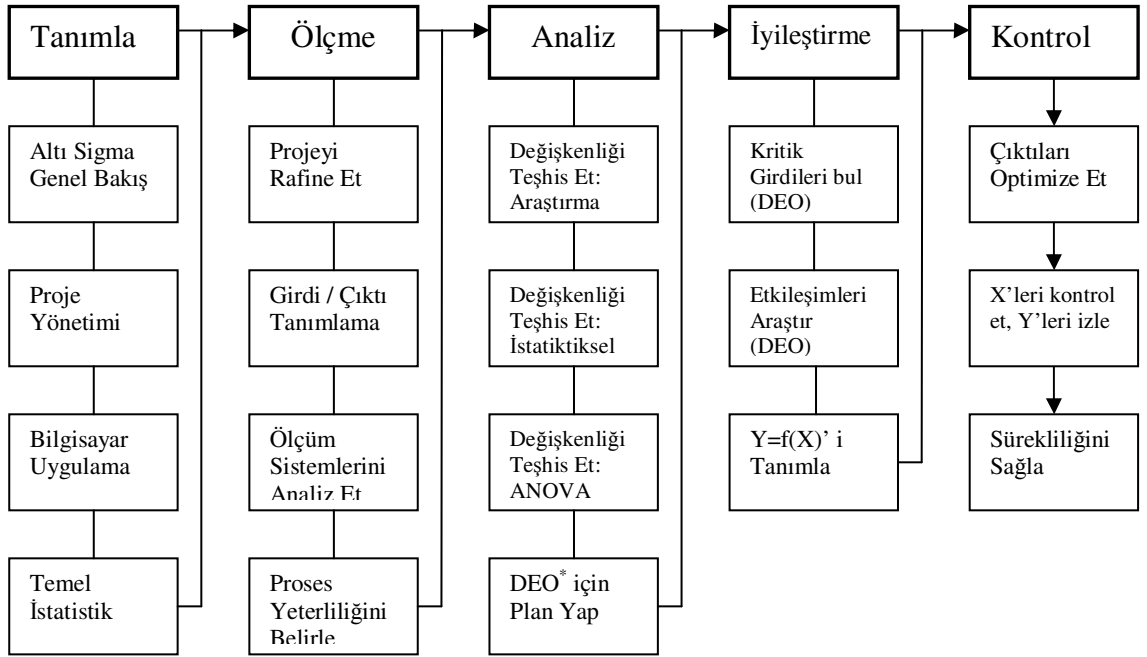 Tanımla
Altı Sigma
Genel Bakış
Proje
Yönetimi
Bilgisayar
Uygulama
Temel
İstatistik
Ölçme
Projeyi
Rafine Et
Girdi / Çıktı
Tanımlama
Ölçüm
Sistemlerini
Analiz Et
Proses
Yeterliliğini
Belirle
Analiz
Değişkenliği
Teşhis Et:
Araştırma
Değişkenliği
Teşhis Et:
İstatiktiksel
Değişkenliği
Teşhis Et:
ANOVA
DEO* için
Plan Yap
İyileştirme
Kritik
Girdileri bul
(DEO)
Etkileşimleri
Araştır
(DEO)
Y=f(X)’ i
Tanımla
Kontrol
Çıktıları
Optimize Et
X’leri kontrol
et, Y’leri izle
Sürekliliğini
Sağla